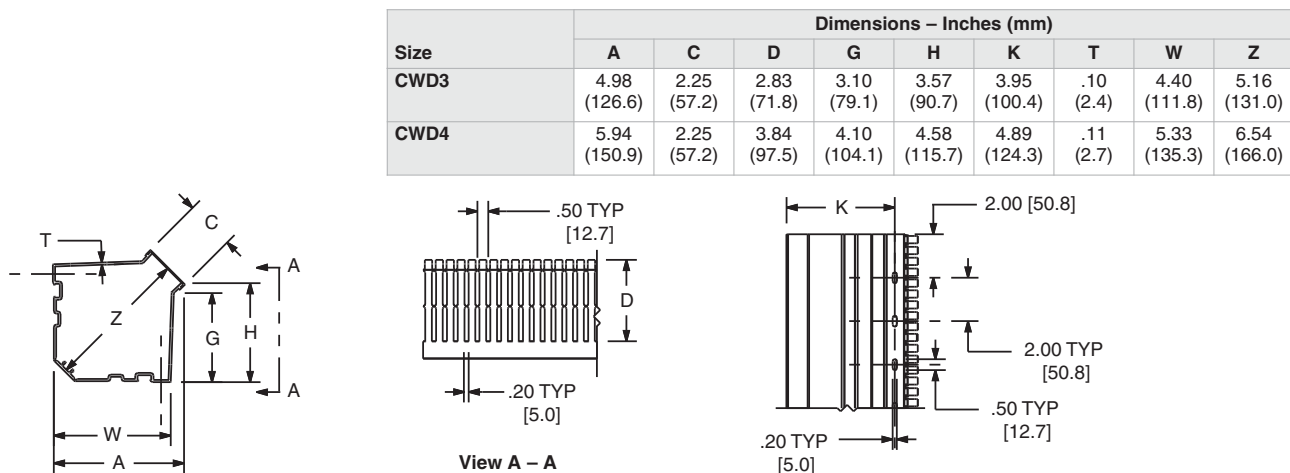 Dimensions – Inches (mm)
Size A C D G H K T W Z
CWD3 4.98 2.25 2.83 3.10 3.57 3.95 .10 4.40 5.16
(126.6) (57.2) (71.8) (79.1) (90.7) (100.4) (2.4) (111.8) (131.0)
CWD4 5.94 2.25 3.84 4.10 4.58 4.89 .11 5.33 6.54
(150.9) (57.2) (97.5) (104.1) (115.7) (124.3) (2.7) (135.3) (166.0)
C
T
A
Z
G
H
A
W
A
.50 TYP
[12.7]
D
.20 TYP
[5.0]
View A – A
K
2.00 [50.8]
2.00 TYP
[50.8]
.50 TYP
[12.7]
.20 TYP
[5.0]